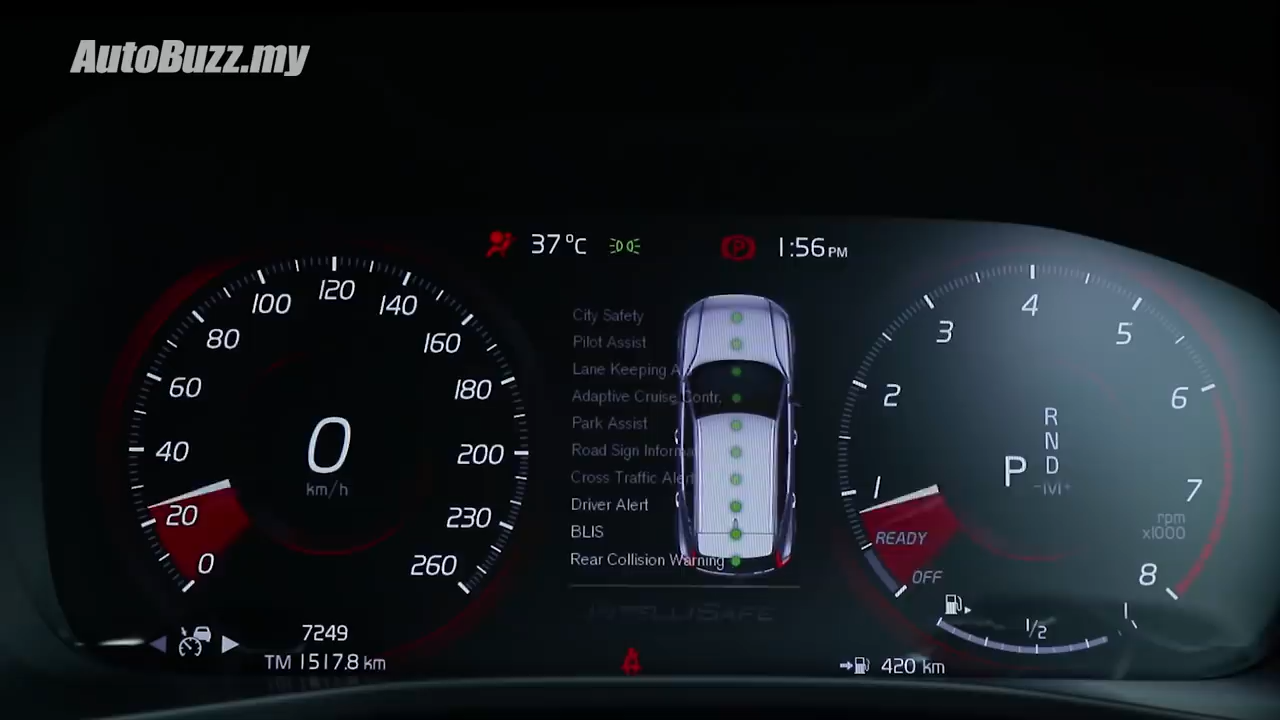 AutoBuzz.my
37°C
1:56 PM
0
20
40
60
80
100
120
140
160
180
200
230
260
0
km/h
City Safety
Pilot Assist
Lane Keeping A
Adaptive Cruise Contr.
Park Assist
Road Sign Informa
Cross Traffic Alert
Driver Alert
BLIS
Rear Collision Warning
INTELLISAFE
OFF
READY
1
2
3
4
5
6
7
8
rpm
x1000
R
N
P D
-M+
7249
TM 1517.8 km
1/2
1
420 km